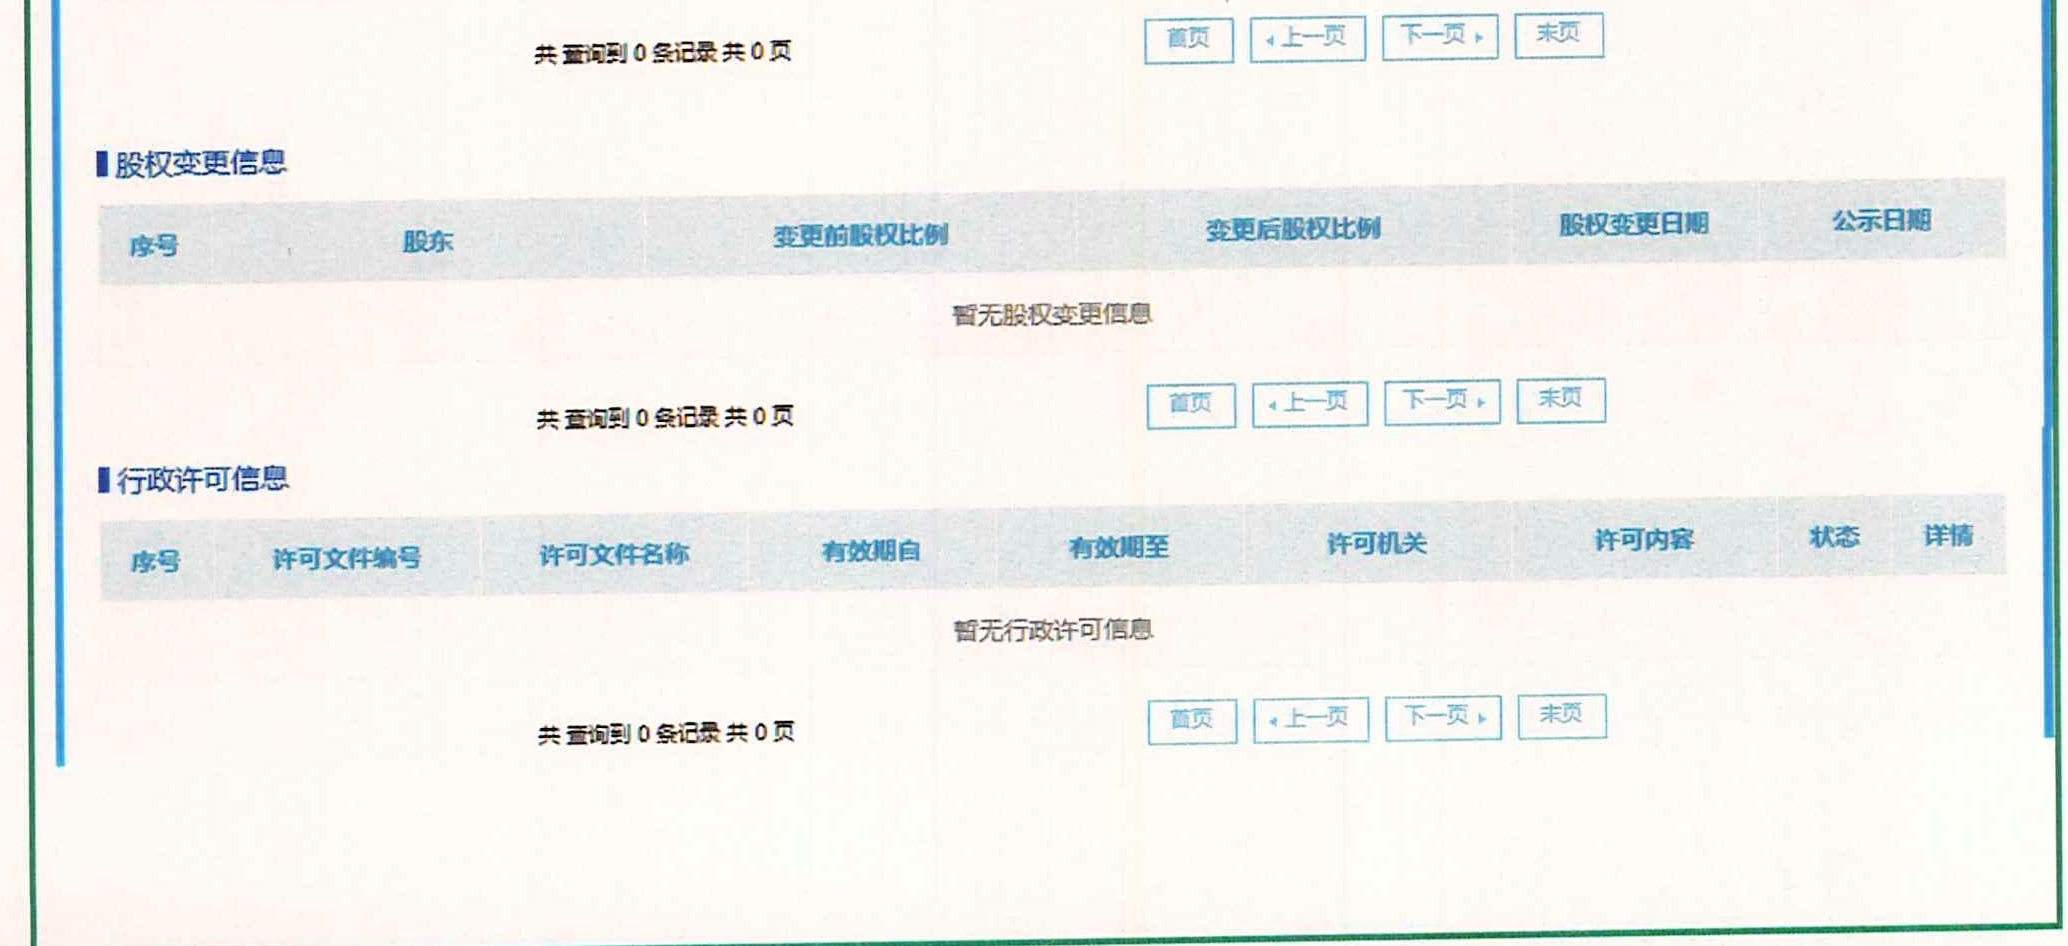 共 查询到 0 条记录 共 0 页 首页 上一页 下一页 末页
股权变更信息
序号 股东 变更前股权比例 变更后股权比例 股权变更日期 公示日期
暂无股权变更信息
共 查询到 0 条记录 共 0 页 首页 上一页 下一页 末页
行政许可信息
序号 许可文件编号 许可文件名称 有效期自 有效期至 许可机关 许可内容 状态 详情
暂无行政许可信息
共 查询到 0 条记录 共 0 页 首页 上一页 下一页 末页